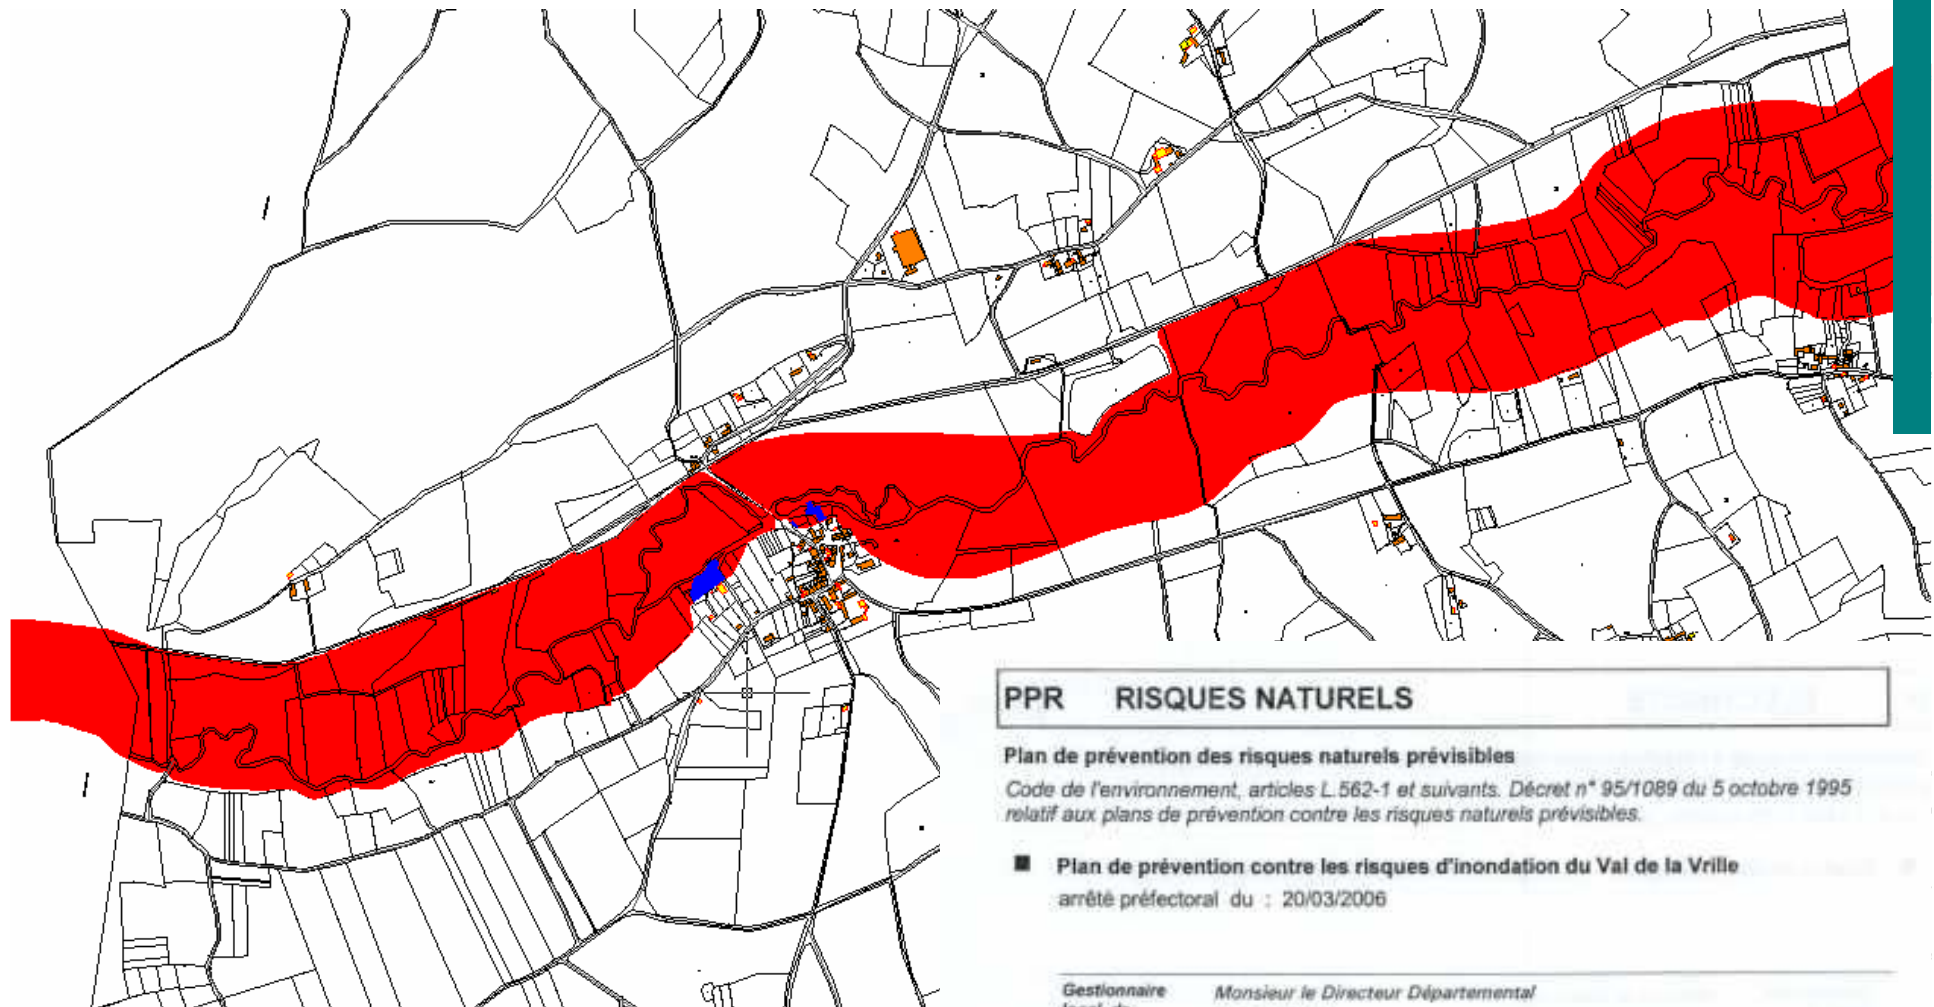 PPR RISQUES NATURELS
Plan de prévention des risques naturels prévisibles
Code de l'environnement, articles L.562-1 et suivants. Décret n° 95/1089 du 5 octobre 1995
relatif aux plans de prévention contre les risques naturels prévisibles.
■ Plan de prévention contre les risques d'inondation du Val de la Vrille
arrêté préfectoral du : 20/03/2006
Gestionnaire Monsieur le Directeur Départemental